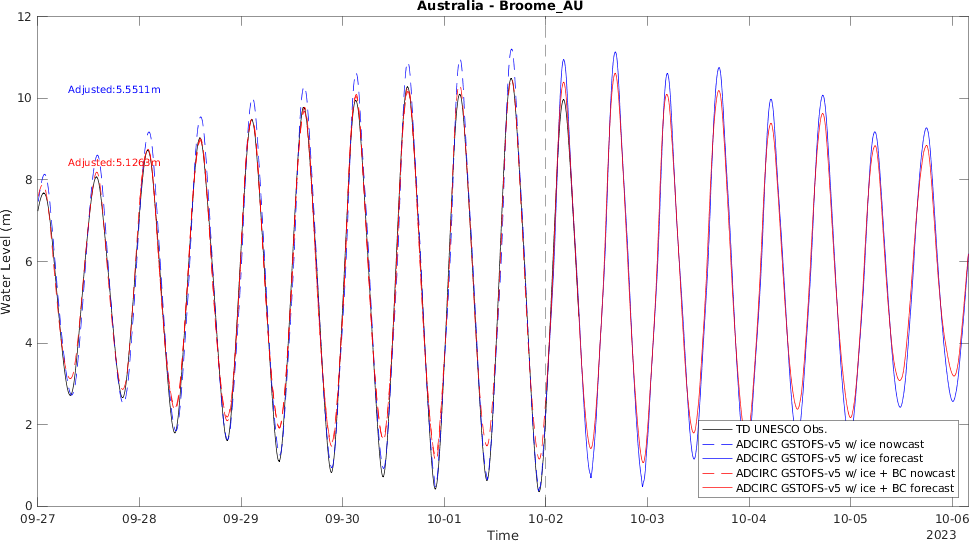 Australia - Broome_AU
12
10
8
6
4
2
0
Water Level (m)
Adjusted:5.5511m
Adjusted:5.1263m
TD UNESCO Obs.
ADCIRC GSTOFS-v5 w/ ice nowcast
ADCIRC GSTOFS-v5 w/ ice forecast
ADCIRC GSTOFS-v5 w/ ice + BC nowcast
ADCIRC GSTOFS-v5 w/ ice + BC forecast
09-27 09-28 09-29 09-30 10-01 10-02 10-03 10-04 10-05 10-06
Time
2023